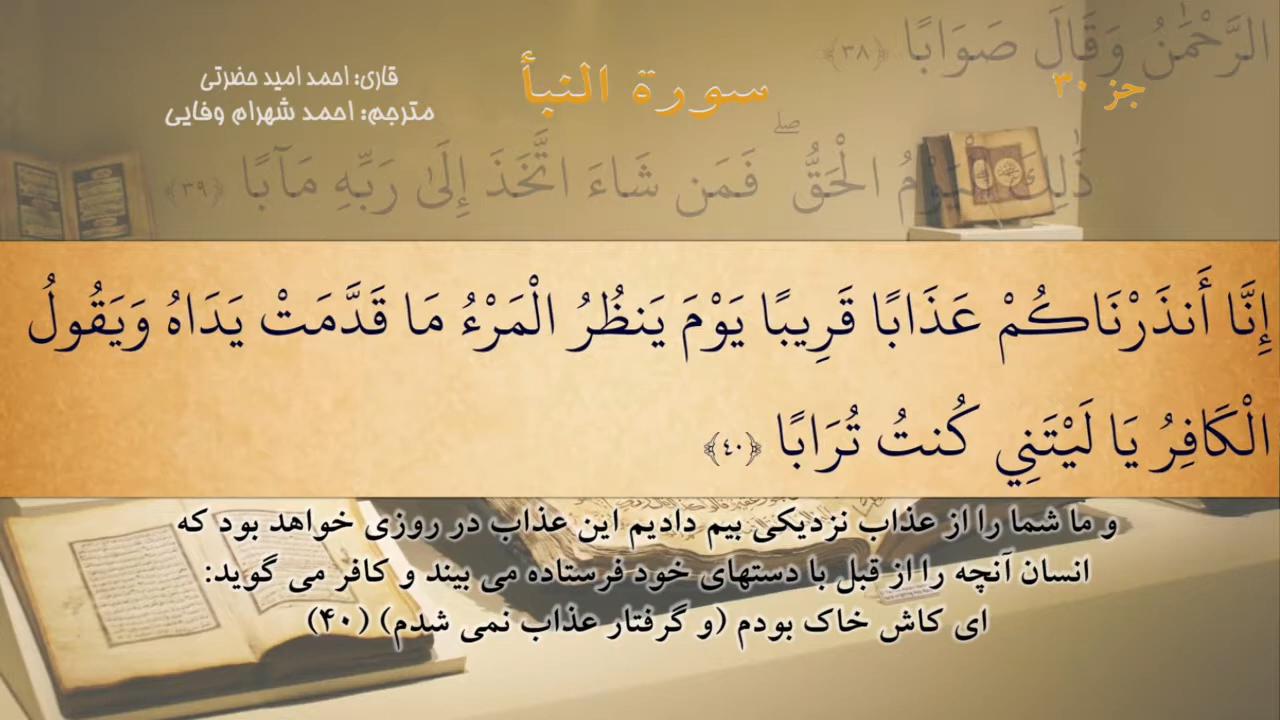 الرَّحْمَٰنُ وَقَالَ صَوَابًا ﴿٣٨﴾
جز ۳۰
سورة النبأ
قاری: احمد امید حضرتی
مترجم: احمد شهرام وفایی
ذَٰلِكَ الْيَوْمُ الْحَقُّ ۖ فَمَن شَاءَ اتَّخَذَ إِلَىٰ رَبِّهِ مَآبًا ﴿٣٩﴾
إِنَّا أَنذَرْنَاكُمْ عَذَابًا قَرِيبًا يَوْمَ يَنظُرُ الْمَرْءُ مَا قَدَّمَتْ يَدَاهُ وَيَقُولُ
الْكَافِرُ يَا لَيْتَنِي كُنتُ تُرَابًا ﴿٤٠﴾
و ما شما را از عذاب نزدیکی بیم دادیم این عذاب در روزی خواهد بود که
انسان آنچه را از قبل با دستهای خود فرستاده می بیند و کافر می گوید:
ای کاش خاک بودم (و گرفتار عذاب نمی شدم) (۴۰)